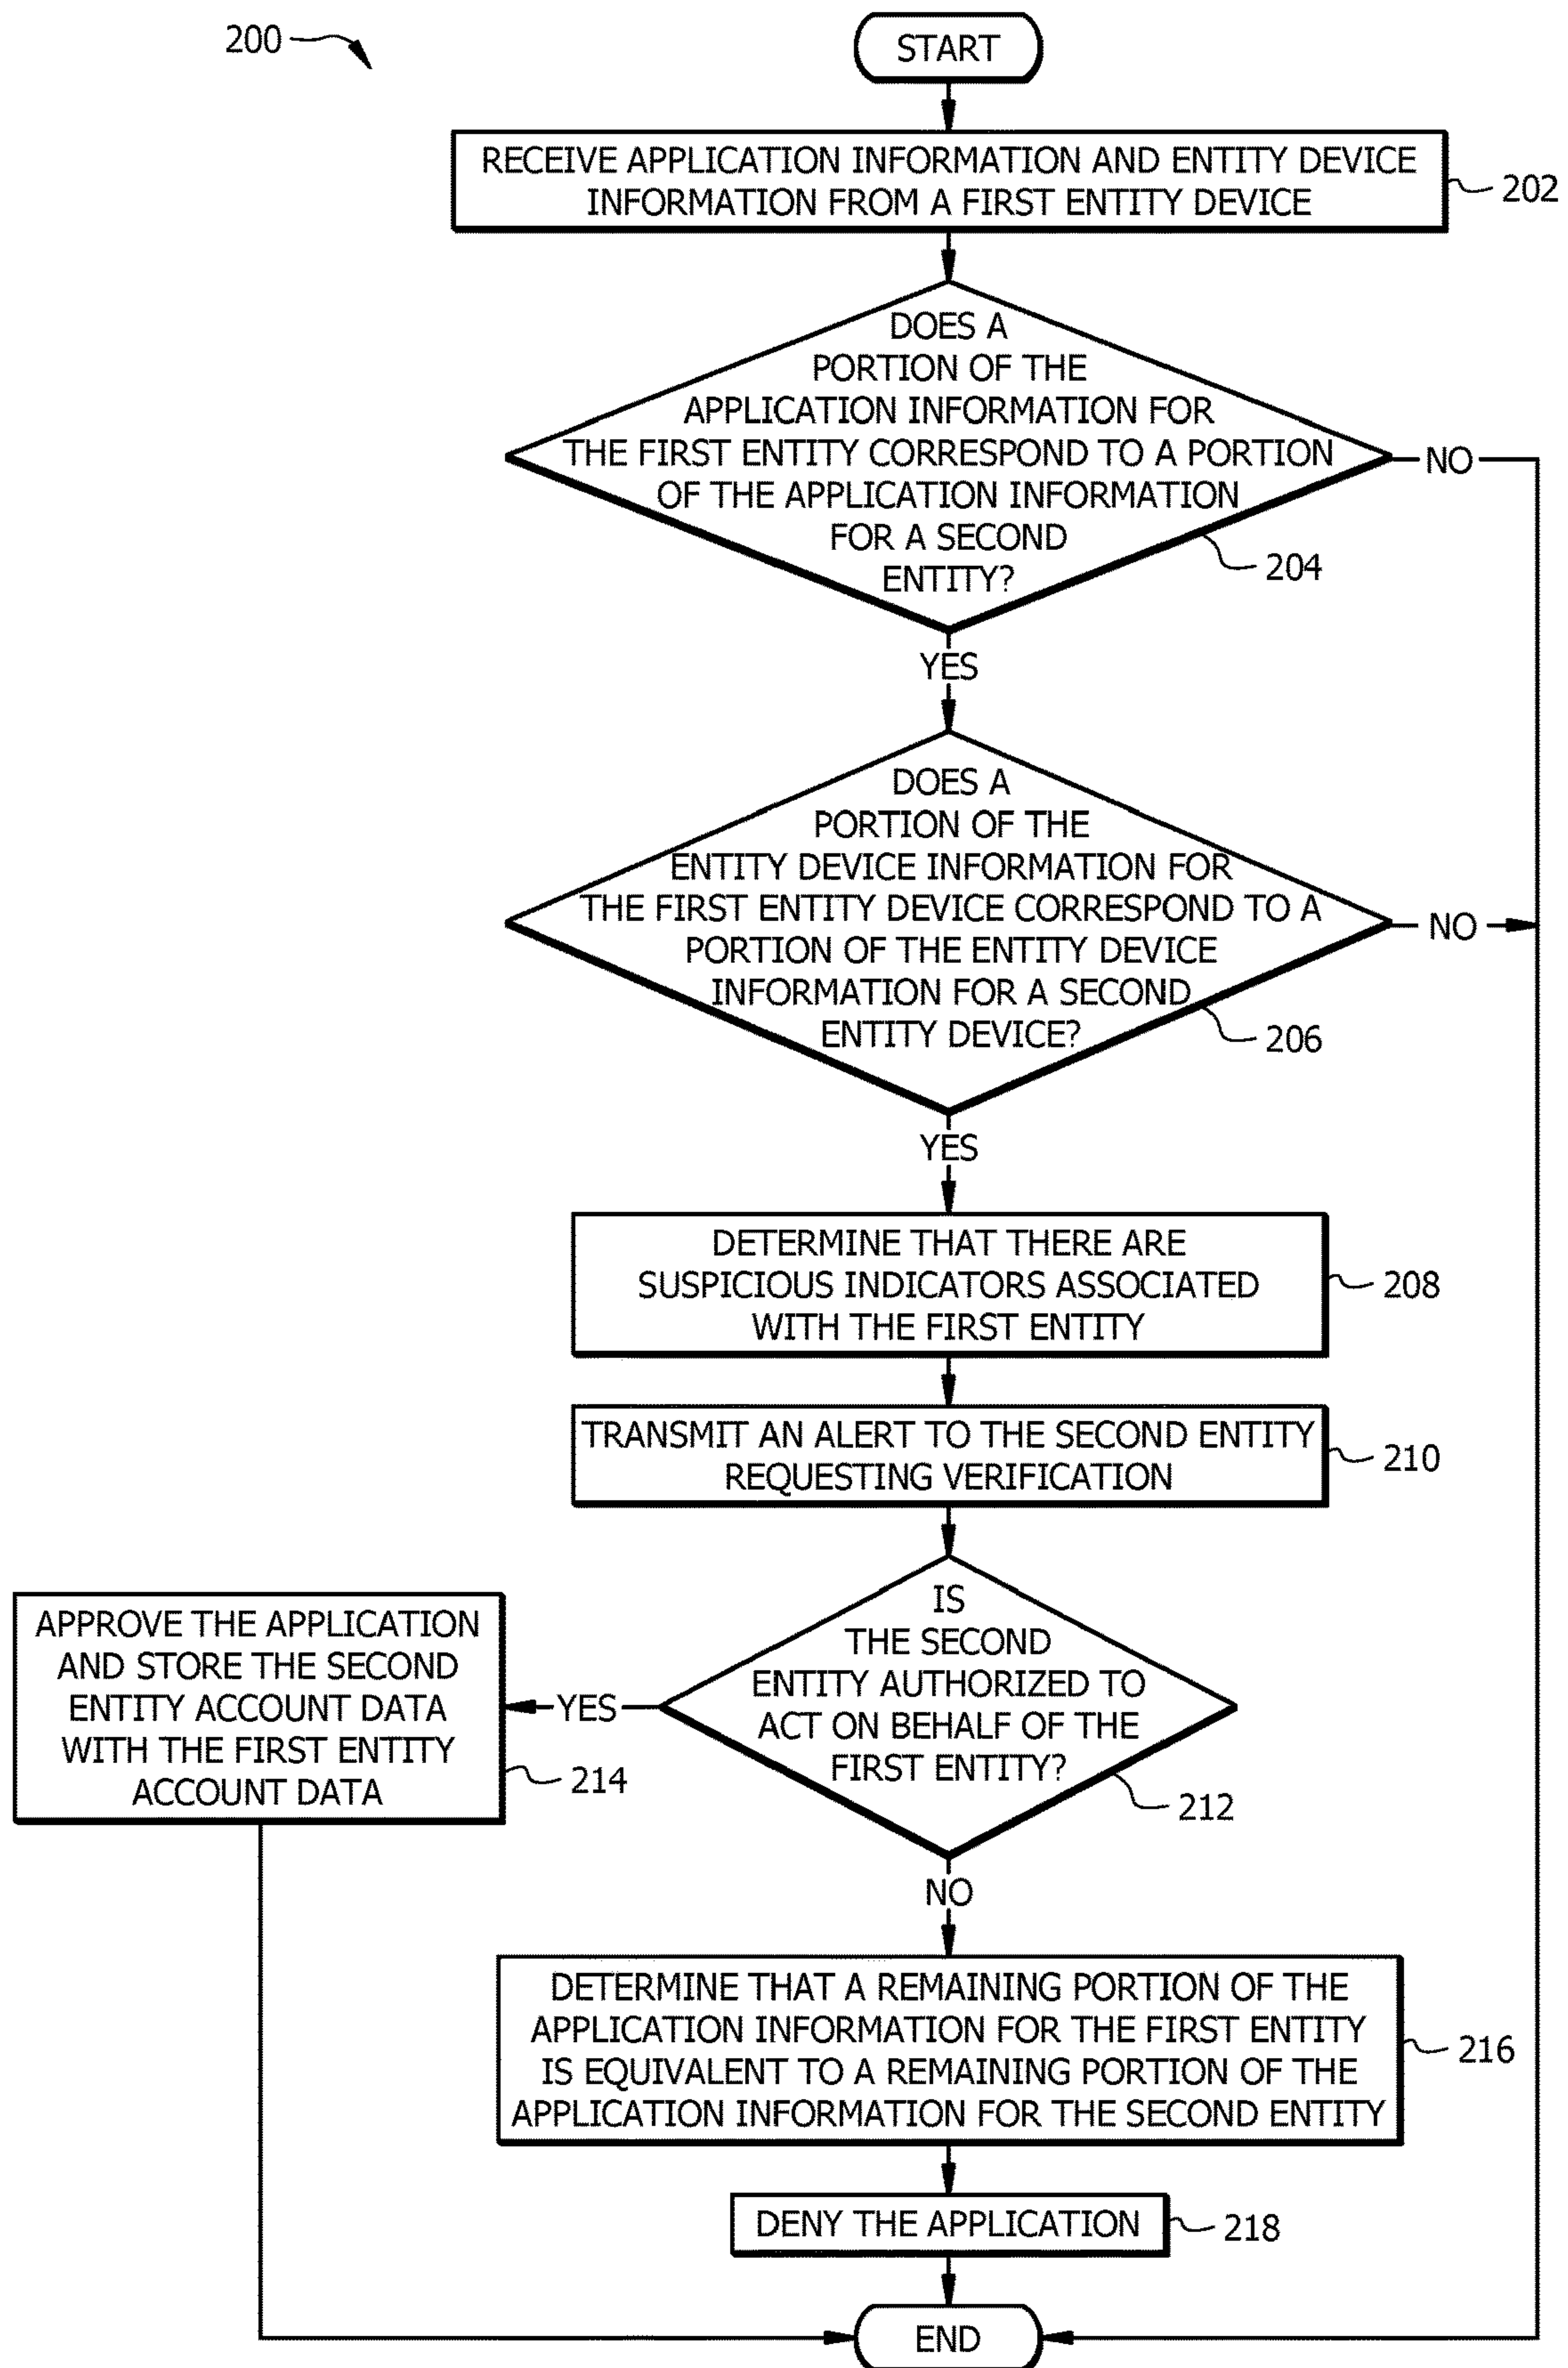 200
START
RECEIVE APPLICATION INFORMATION AND ENTITY DEVICE
INFORMATION FROM A FIRST ENTITY DEVICE
202
DOES A
PORTION OF THE
APPLICATION INFORMATION FOR
THE FIRST ENTITY CORRESPOND TO A PORTION
OF THE APPLICATION INFORMATION
FOR A SECOND
ENTITY?
NO
204
YES
DOES A
PORTION OF THE
ENTITY DEVICE INFORMATION FOR
THE FIRST ENTITY DEVICE CORRESPOND TO A
PORTION OF THE ENTITY DEVICE
INFORMATION FOR A SECOND
ENTITY DEVICE?
NO
206
YES
DETERMINE THAT THERE ARE
SUSPICIOUS INDICATORS ASSOCIATED
WITH THE FIRST ENTITY
208
TRANSMIT AN ALERT TO THE SECOND ENTITY
REQUESTING VERIFICATION
210
IS
THE SECOND
ENTITY AUTHORIZED TO
ACT ON BEHALF OF THE
FIRST ENTITY?
212
YES
APPROVE THE APPLICATION
AND STORE THE SECOND
ENTITY ACCOUNT DATA
WITH THE FIRST ENTITY
ACCOUNT DATA
214
NO
DETERMINE THAT A REMAINING PORTION OF THE
APPLICATION INFORMATION FOR THE FIRST ENTITY
IS EQUIVALENT TO A REMAINING PORTION OF THE
APPLICATION INFORMATION FOR THE SECOND ENTITY
216
DENY THE APPLICATION
218
END